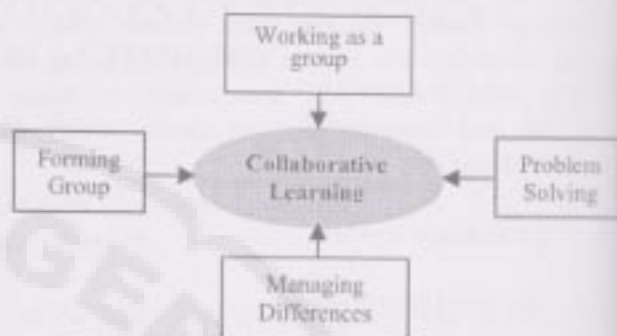 Working as a
group
Forming
Group
Collaborative
Learning
Problem
Solving
Managing
Differences